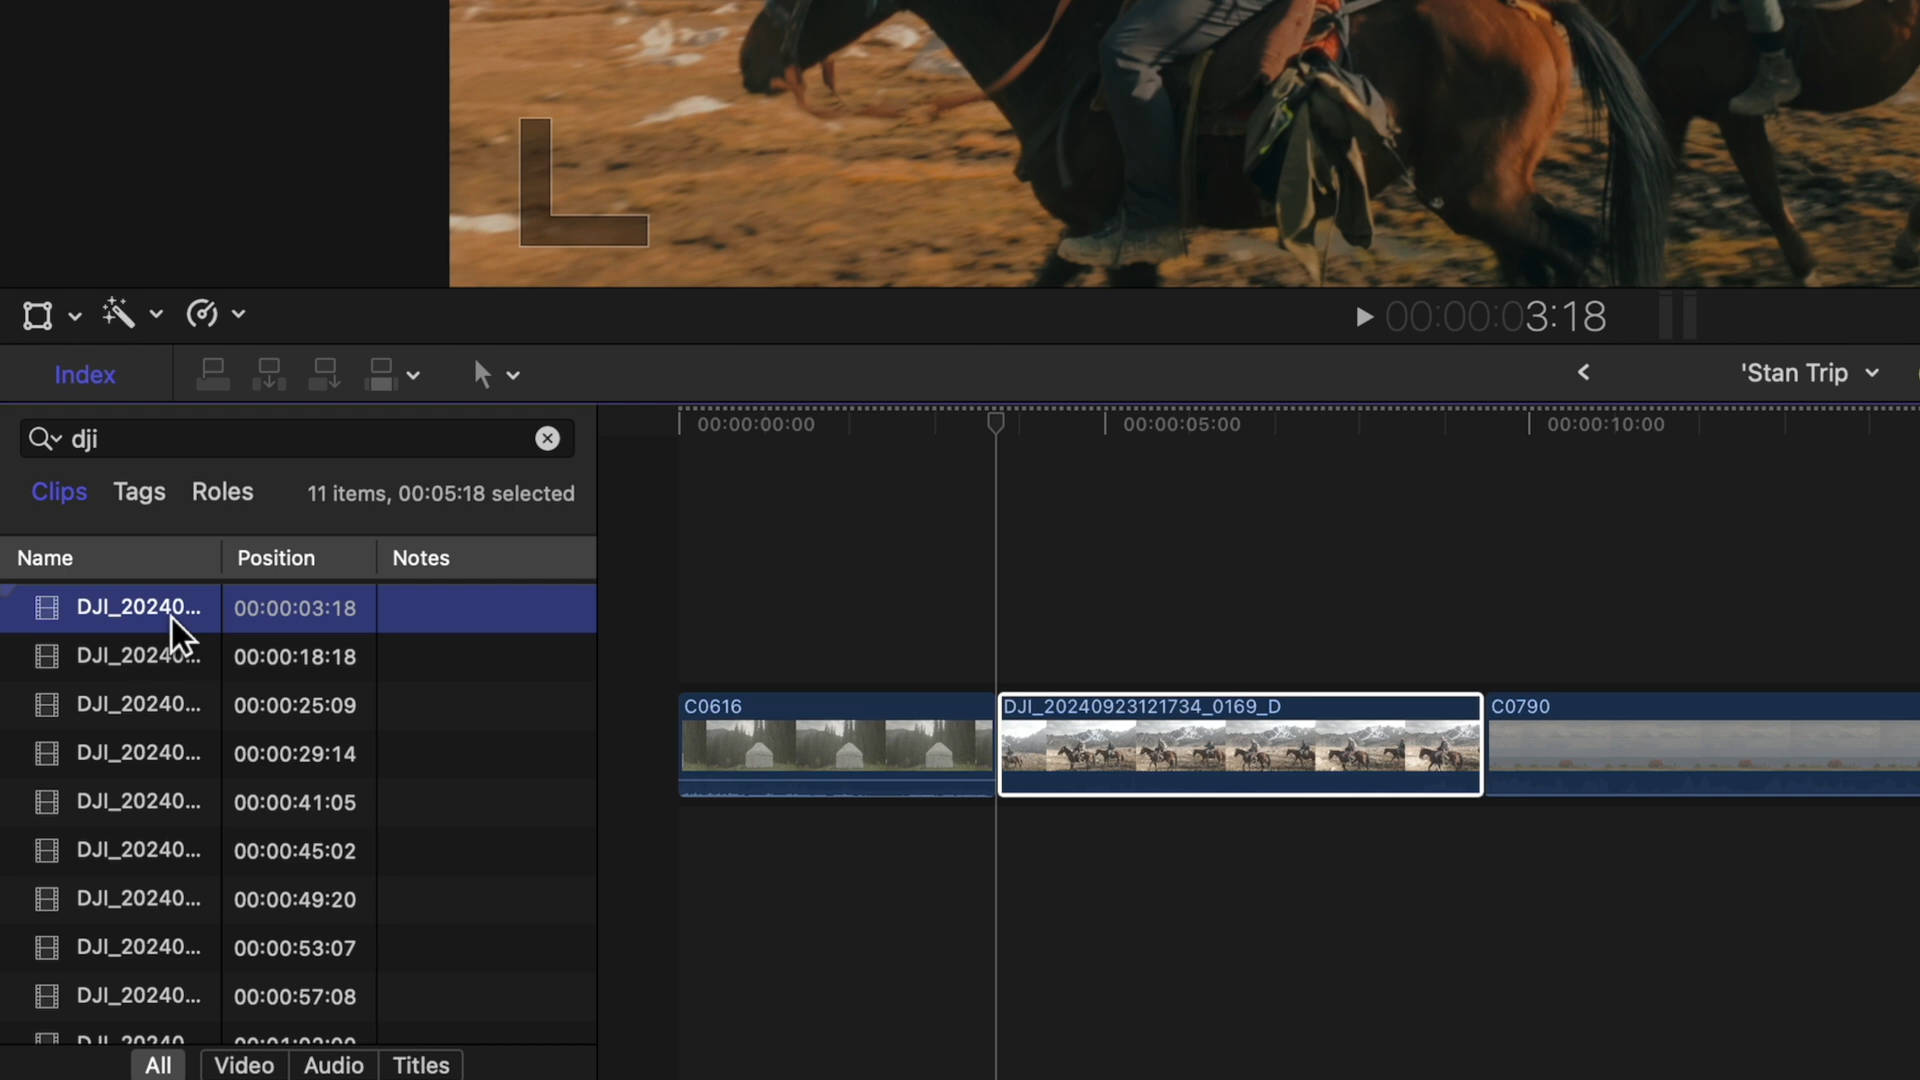 00:00:03:18
Index
'Stan Trip
dji
00:00:00:00
00:00:05:00
00:00:10:00
Clips
Tags
Roles
11 items, 00:05:18 selected
Name
Position
Notes
DJI_20240...
00:00:03:18
DJI_20240...
00:00:18:18
DJI_20240...
00:00:25:09
DJI_20240...
00:00:29:14
DJI_20240...
00:00:41:05
DJI_20240...
00:00:45:02
DJI_20240...
00:00:49:20
DJI_20240...
00:00:53:07
DJI_20240...
00:00:57:08
C0616
DJI_20240923121734_0169_D
C0790
All
Video
Audio
Titles